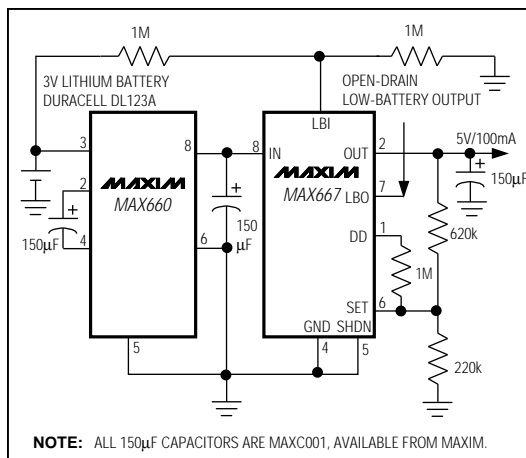 1M
1M
3V LITHIUM BATTERY
DURACELL DL123A
OPEN-DRAIN
LOW-BATTERY OUTPUT
LBI
3
8
8
IN
OUT
2
5V/100mA
MAXIM
MAX660
MAXIM
MAX667
2
4
150µF
6
150
µF
LBO
7
150µF
DD
1
620k
1M
SET
6
GND
SHDN
5
4
5
220k
NOTE: ALL 150µF CAPACITORS ARE MAXC001, AVAILABLE FROM MAXIM.